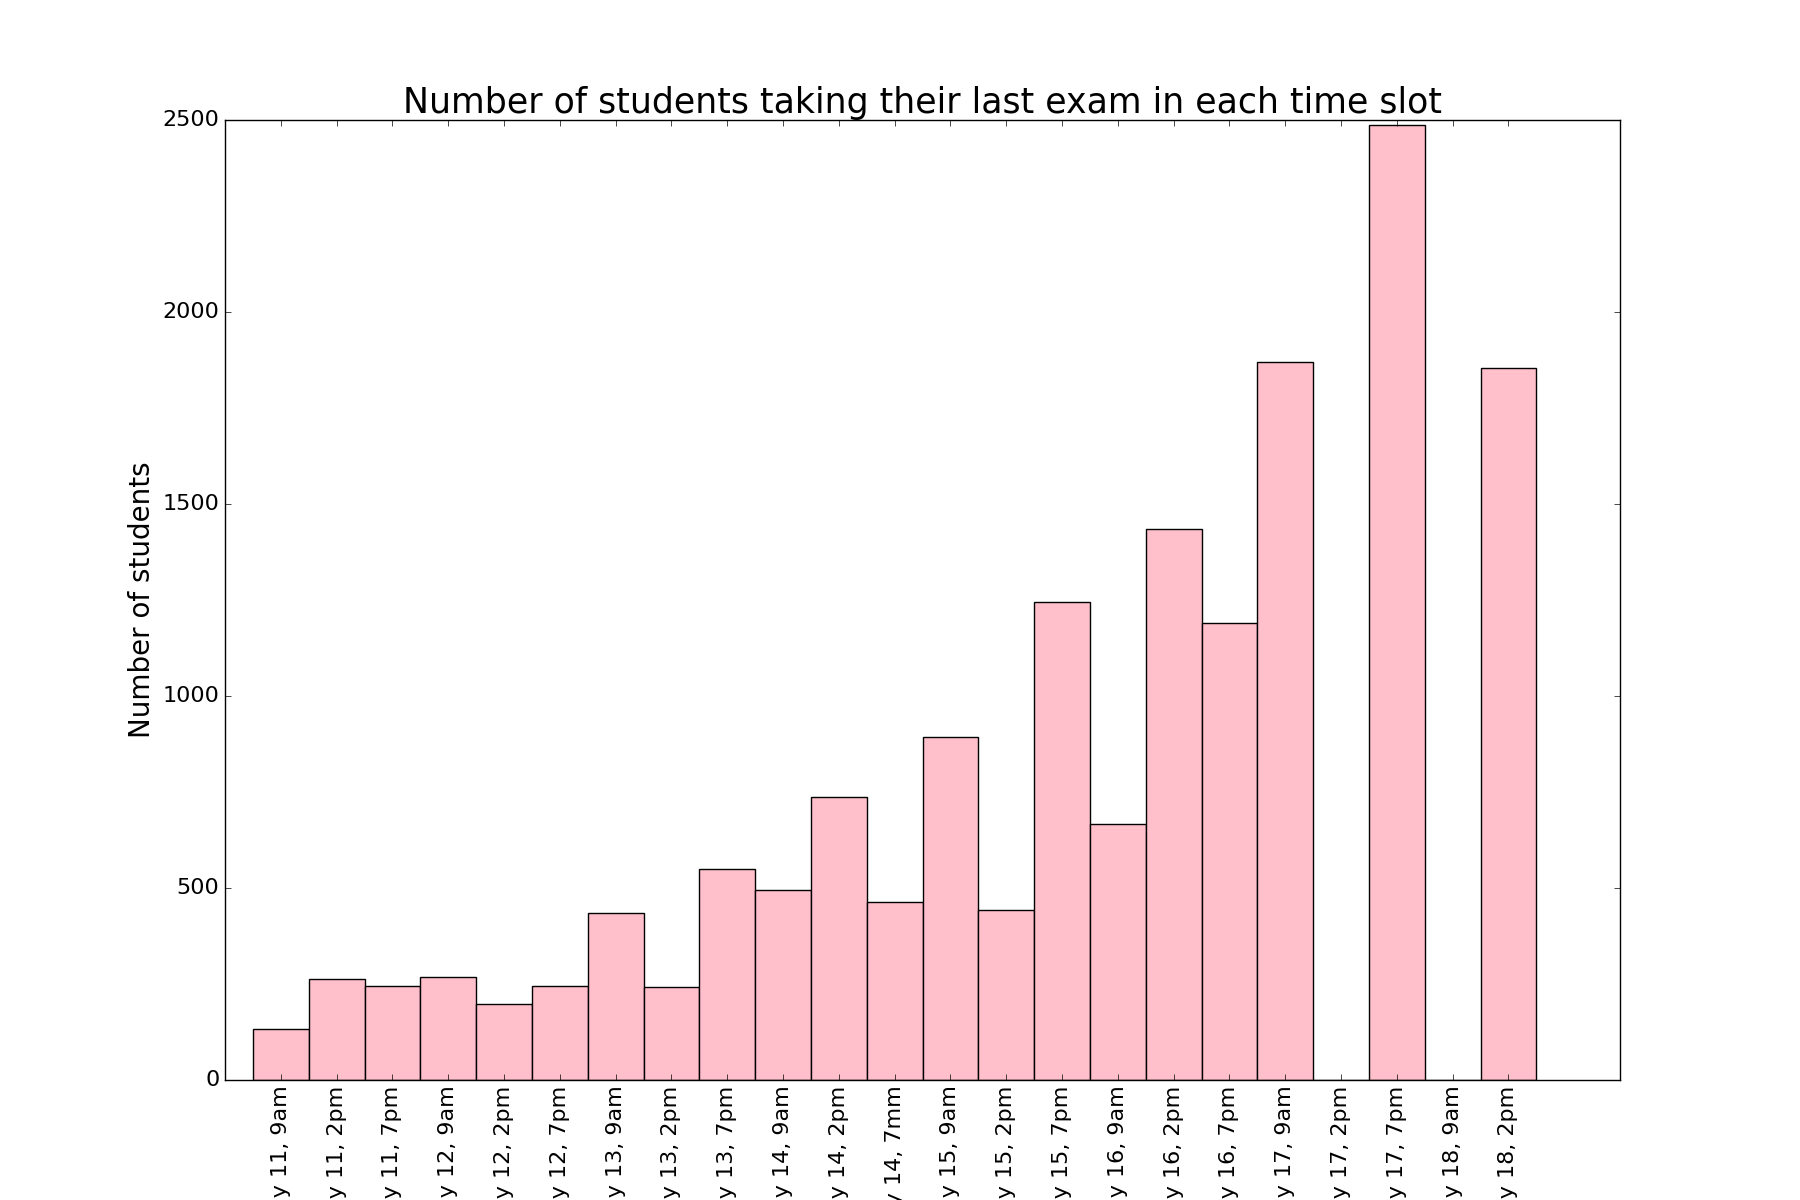 Number of students taking their last exam in each time slot
Number of students
2500
2000
1500
1000
500
0
y 11, 9am
y 11, 2pm
y 11, 7pm
y 12, 9am
y 12, 2pm
y 12, 7pm
y 13, 9am
y 13, 2pm
y 13, 7pm
y 14, 9am
y 14, 2pm
y 14, 7mm
y 15, 9am
y 15, 2pm
y 15, 7pm
y 16, 9am
y 16, 2pm
y 16, 7pm
y 17, 9am
y 17, 2pm
y 17, 7pm
y 18, 9am
y 18, 2pm